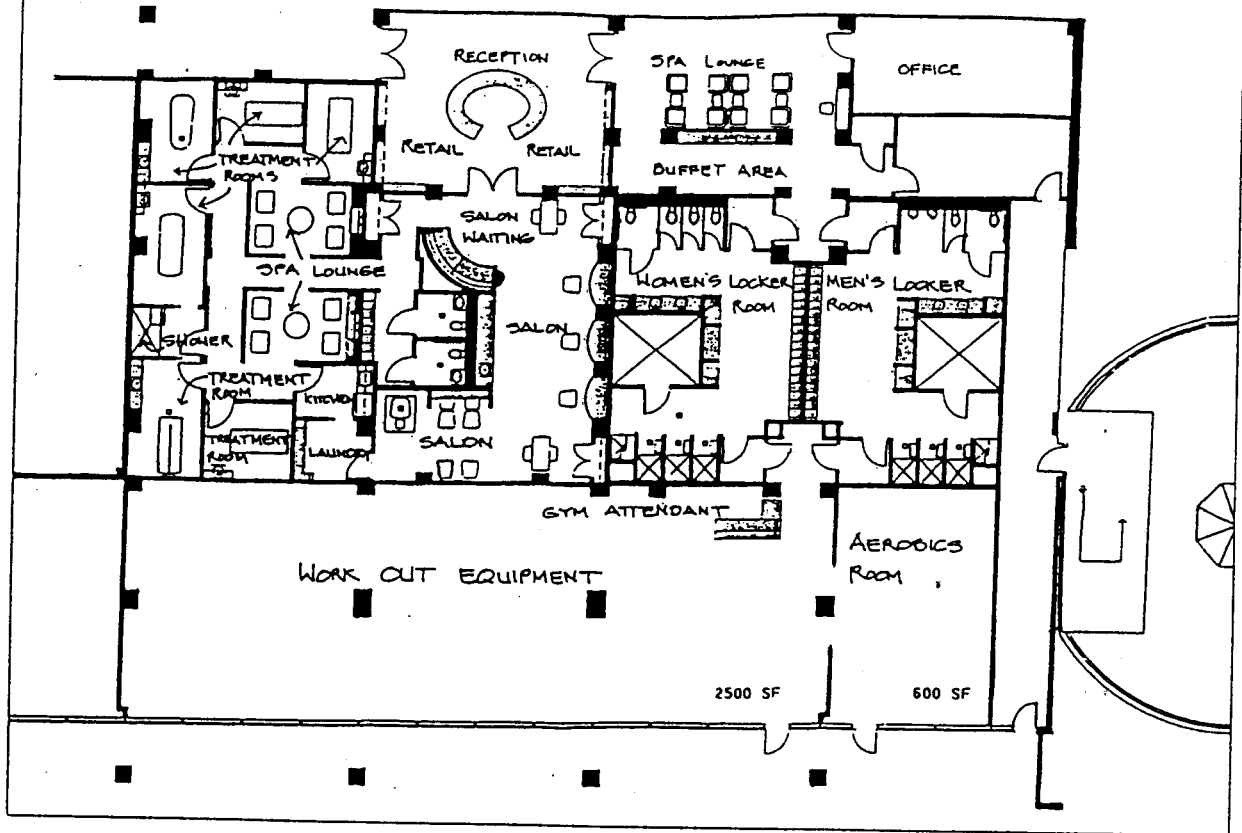 RECEPTION
SPA LOUNGE
OFFICE
RETAIL
RETAIL
BUFFET AREA
TREATMENT
ROOMS
SALON
WAITING
SPA LOUNGE
WOMEN'S LOCKER
ROOM
MEN'S LOCKER
ROOM
SHOWER
SALON
TREATMENT
ROOM
KITCHEN
TREATMENT
ROOM
LAUNDRY
SALON
GYM ATTENDANT
WORK OUT EQUIPMENT
AEROBICS
ROOM
2500 SF
600 SF